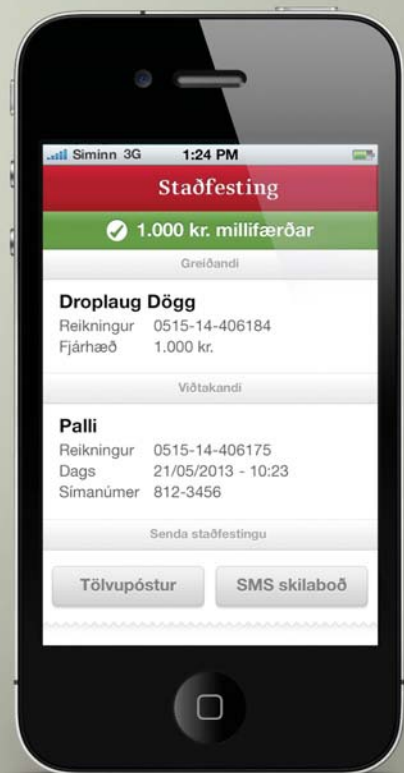 Síminn 3G 1:24 PM
Staðfesting
1.000 kr. millifærðar
Greiðandi
Droplaug Dögg
Reikningur 0515-14-406184
Fjárhæð 1.000 kr.
Viðtakandi
Palli
Reikningur 0515-14-406175
Dags 21/05/2013 - 10:23
Símanúmer 812-3456
Senda staðfestingu
Tölvupóstur SMS skilaboð